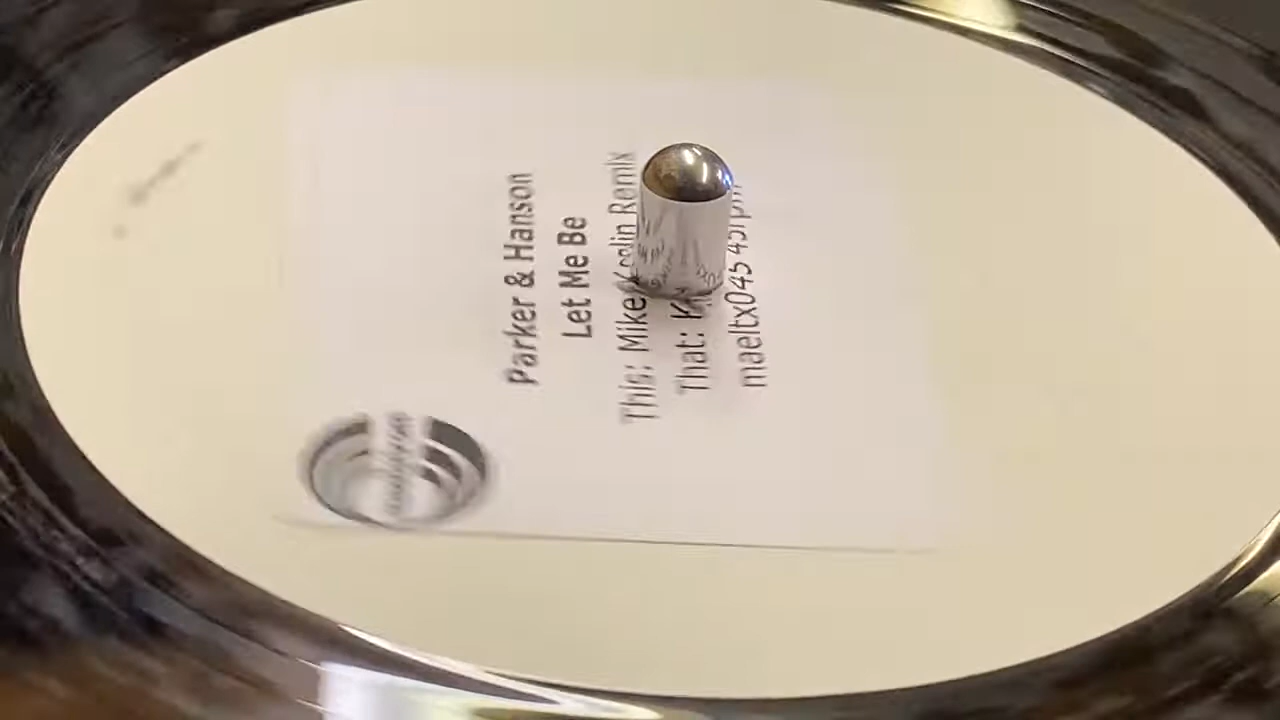 Parker & Hanson
Let Me Be
This: Mike Koglin Remix
That:
maeltx045 45rpm